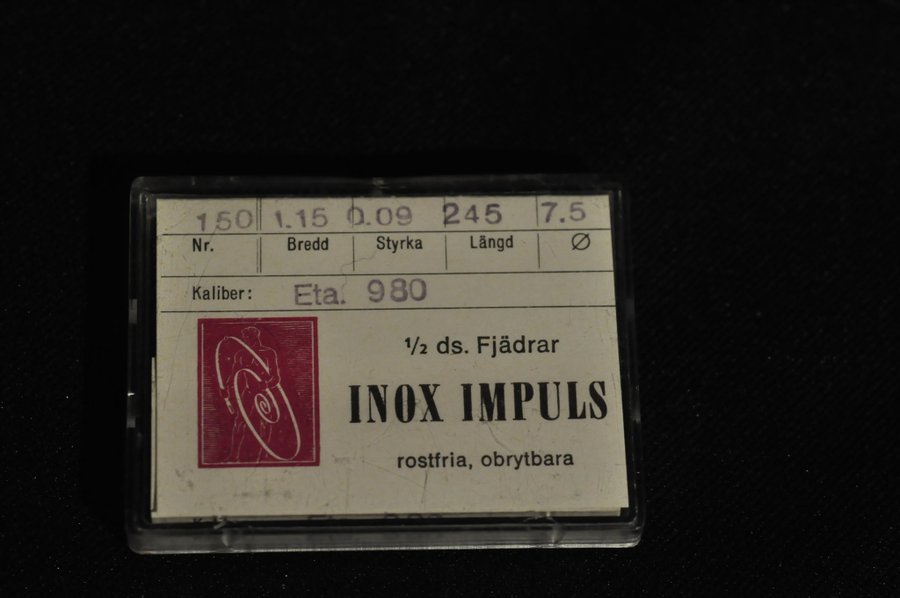 150 1.15 0.09 245 7.5
Nr. Bredd Styrka Längd Ø
Kaliber: Eta. 980
½ ds. Fjädrar
INOX IMPULS
rostfria, obrytbara